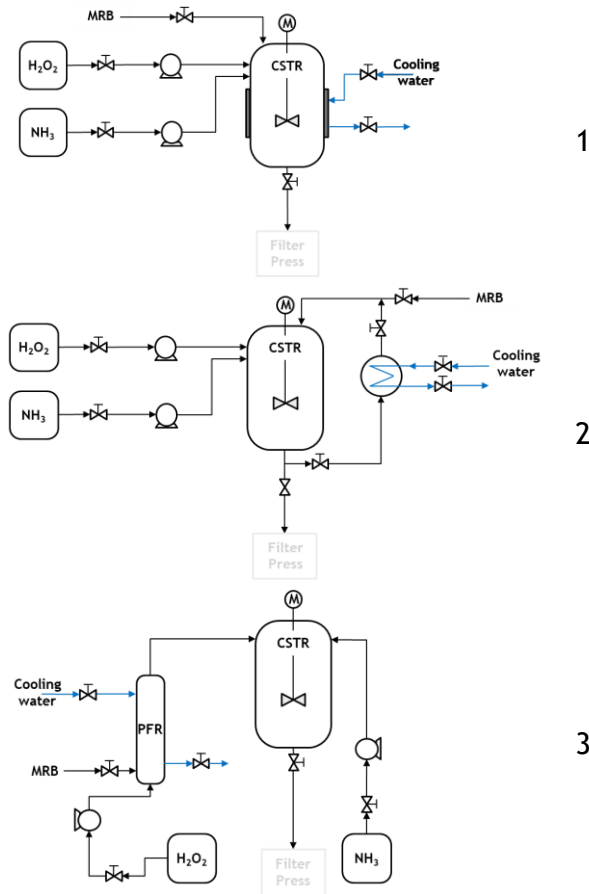 MRB
M
H₂O₂
CSTR
Cooling
water
NH₃
1
Filter
Press
M
MRB
H₂O₂
CSTR
Cooling
water
NH₃
2
Filter
Press
M
CSTR
Cooling
water
PFR
3
MRB
H₂O₂
Filter
Press
NH₃